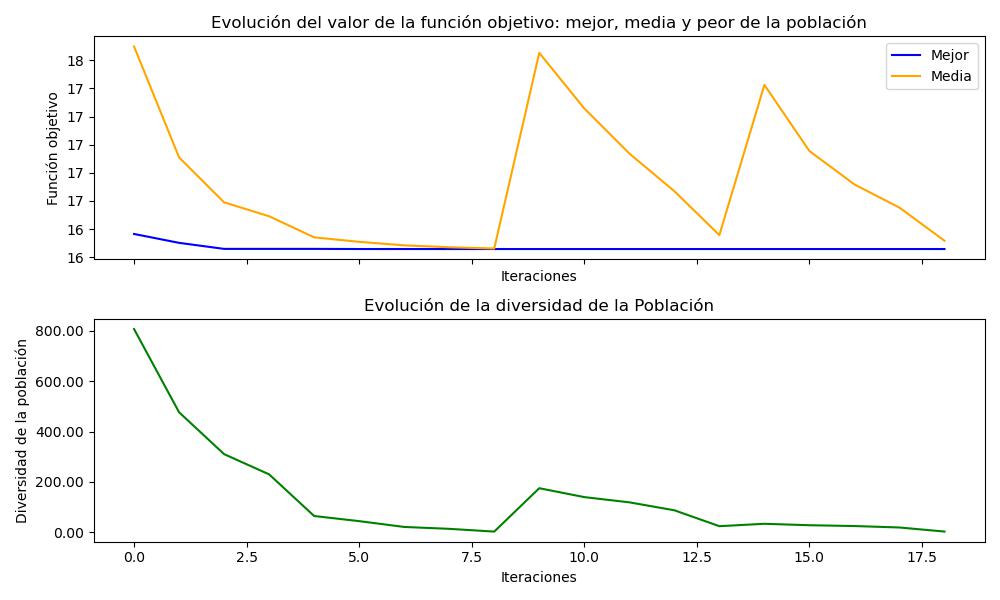 Evolución del valor de la función objetivo: mejor, media y peor de la población
Función objetivo
18
17
17
17
17
17
16
16
Mejor
Media
Iteraciones
Evolución de la diversidad de la Población
Diversidad de la población
800.00
600.00
400.00
200.00
0.00
0.0 2.5 5.0 7.5 10.0 12.5 15.0 17.5
Iteraciones